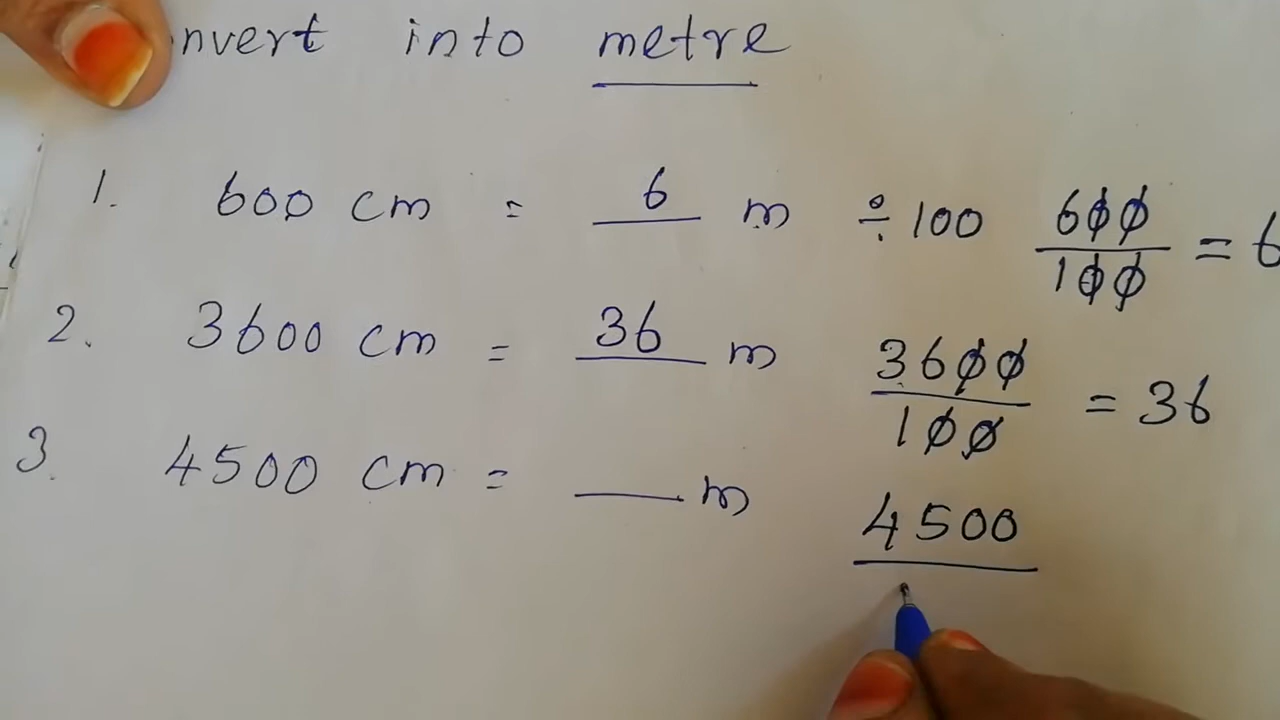 nvert into metre
1. 600 cm = 6 m ÷ 100 600/100 = 6
2. 3600 cm = 36 m 3600/100 = 36
3. 4500 cm = ___ m 4500